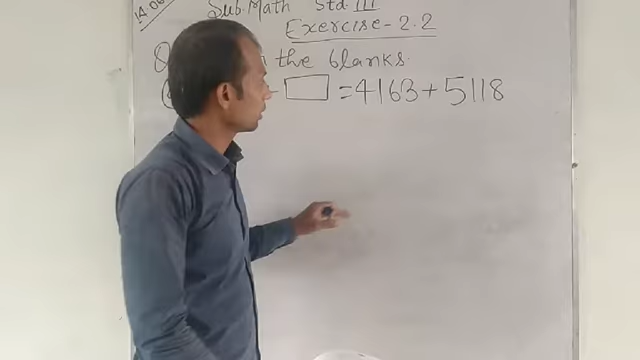 Sub. Math Std. III
Exercise - 2.2
the blanks.
= 4163 + 5118